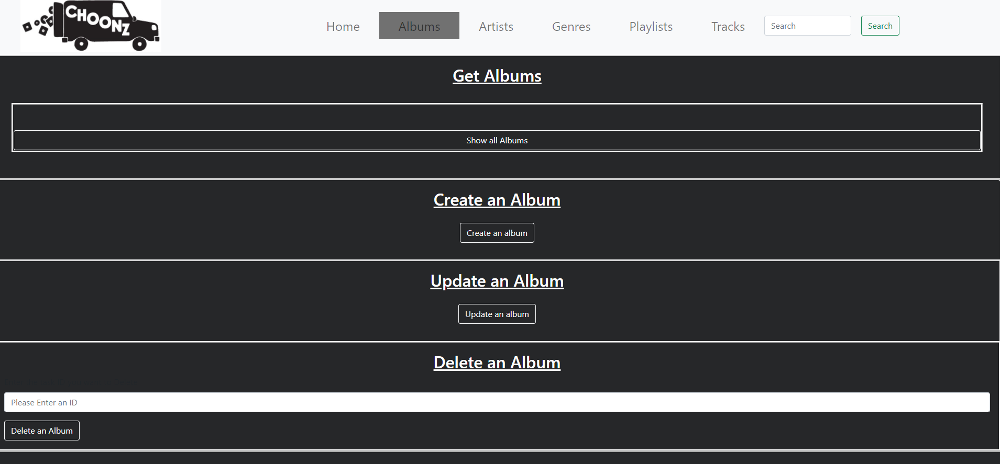 CHOONZ
Home Albums Artists Genres Playlists Tracks Search Search
Get Albums
Show all Albums
Create an Album
Create an album
Update an Album
Update an album
Delete an Album
Please Enter an ID
Delete an Album